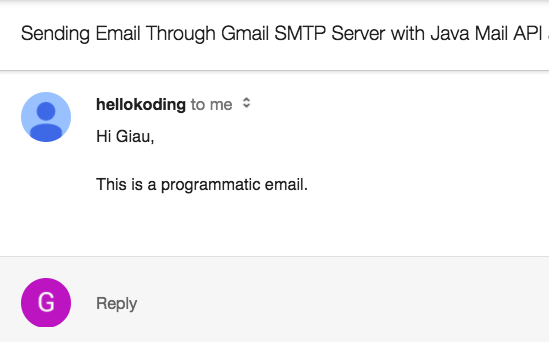 Sending Email Through Gmail SMTP Server with Java Mail API
hellokoding to me
Hi Giau,
This is a programmatic email.
G
Reply